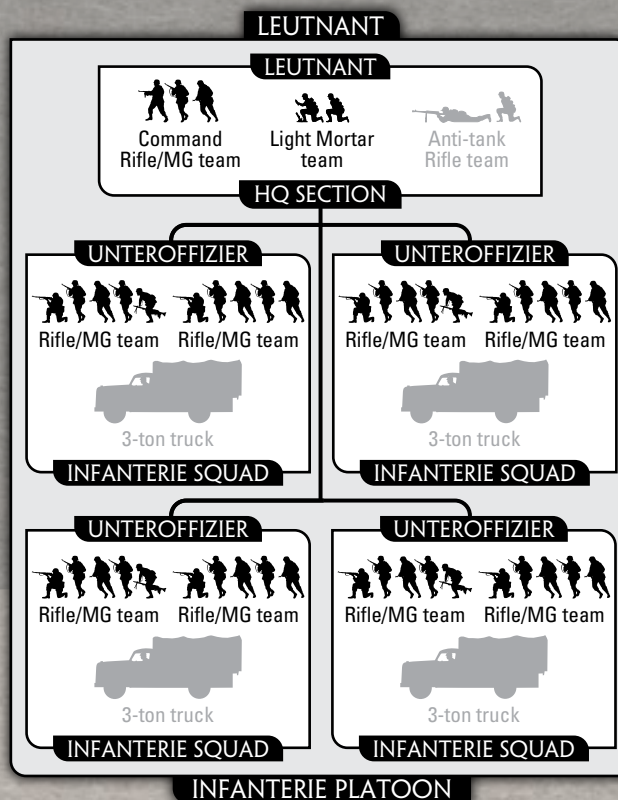 LEUTNANT
LEUTNANT
Command
Rifle/MG team
Light Mortar
team
Anti-tank
Rifle team
HQ SECTION
UNTEROFFIZIER
Rifle/MG team Rifle/MG team
3-ton truck
INFANTERIE SQUAD
UNTEROFFIZIER
Rifle/MG team Rifle/MG team
3-ton truck
INFANTERIE SQUAD
UNTEROFFIZIER
Rifle/MG team Rifle/MG team
3-ton truck
INFANTERIE SQUAD
UNTEROFFIZIER
Rifle/MG team Rifle/MG team
3-ton truck
INFANTERIE SQUAD
INFANTERIE PLATOON